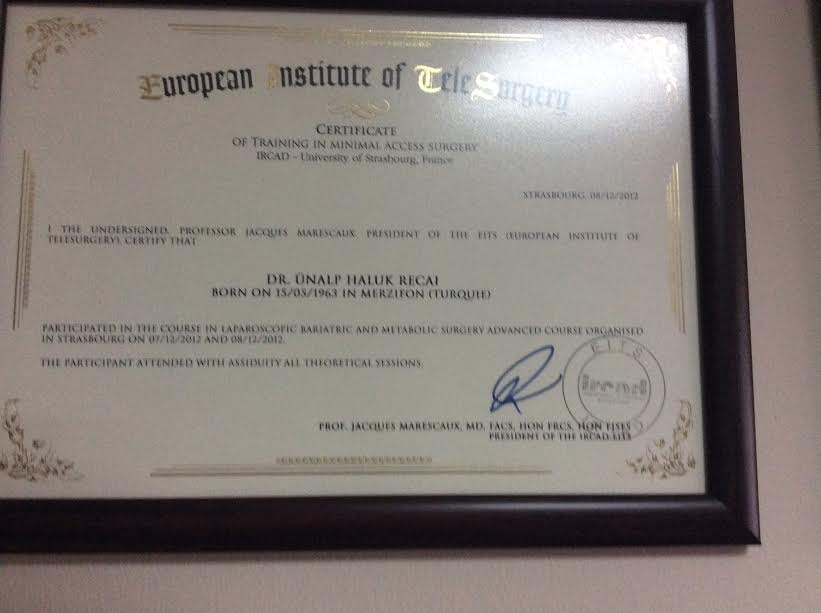 European Institute of TeleSurgery
CERTIFICATE
OF TRAINING IN MINIMAL ACCESS SURGERY
IRCAD – University of Strasbourg, France
STRASBOURG, 08/12/2012
I THE UNDERSIGNED, PROFESSOR JACQUES MARESCAUX PRESIDENT OF THE EITS (EUROPEAN INSTITUTE OF
TELESURGERY), CERTIFY THAT
DR. ÜNALP HALUK RECAI
BORN ON 15/05/1963 IN MERZIFON (TURQUIE)
PARTICIPATED IN THE COURSE IN LAPAROSCOPIC BARIATRIC AND METABOLIC SURGERY ADVANCED COURSE ORGANISED
IN STRASBOURG ON 07/12/2012 AND 08/12/2012.
THE PARTICIPANT ATTENDED WITH ASSIDUITY ALL THEORETICAL SESSIONS.
EITS
ircad
PROF. JACQUES MARESCAUX, MD, FACS, HON FRCS, HON FJSES
PRESIDENT OF THE IRCAD-EITS